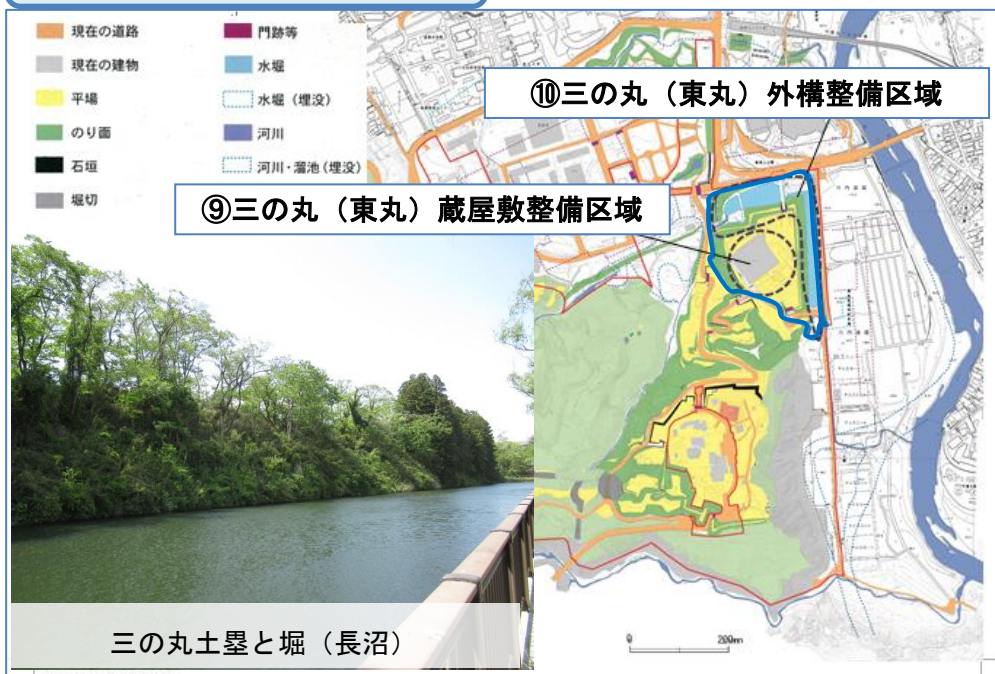 現在の道路
現在の建物
平場
のり面
石垣
堀切
門跡等
水堀
水堀（埋没）
河川
河川・溜池（埋没）
⑩三の丸（東丸）外構整備区域
⑨三の丸（東丸）蔵屋敷整備区域
三の丸土塁と堀（長沼）
0 200m